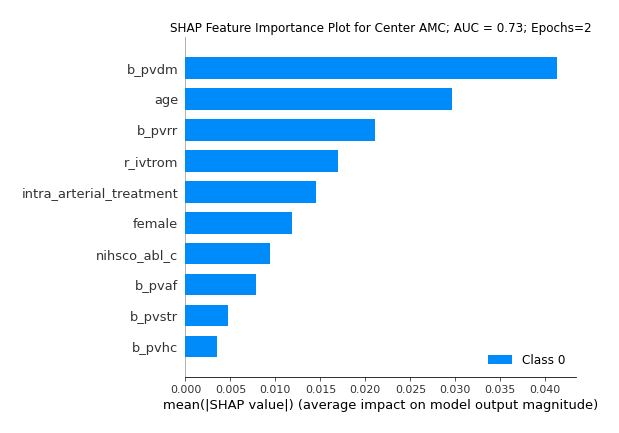 SHAP Feature Importance Plot for Center AMC; AUC = 0.73; Epochs=2
b_pvdm
age
b_pvrr
r_ivtrom
intra_arterial_treatment
female
nihsco_abl_c
b_pvaf
b_pvstr
b_pvhc
Class 0
0.000 0.005 0.010 0.015 0.020 0.025 0.030 0.035 0.040
mean(|SHAP value|) (average impact on model output magnitude)